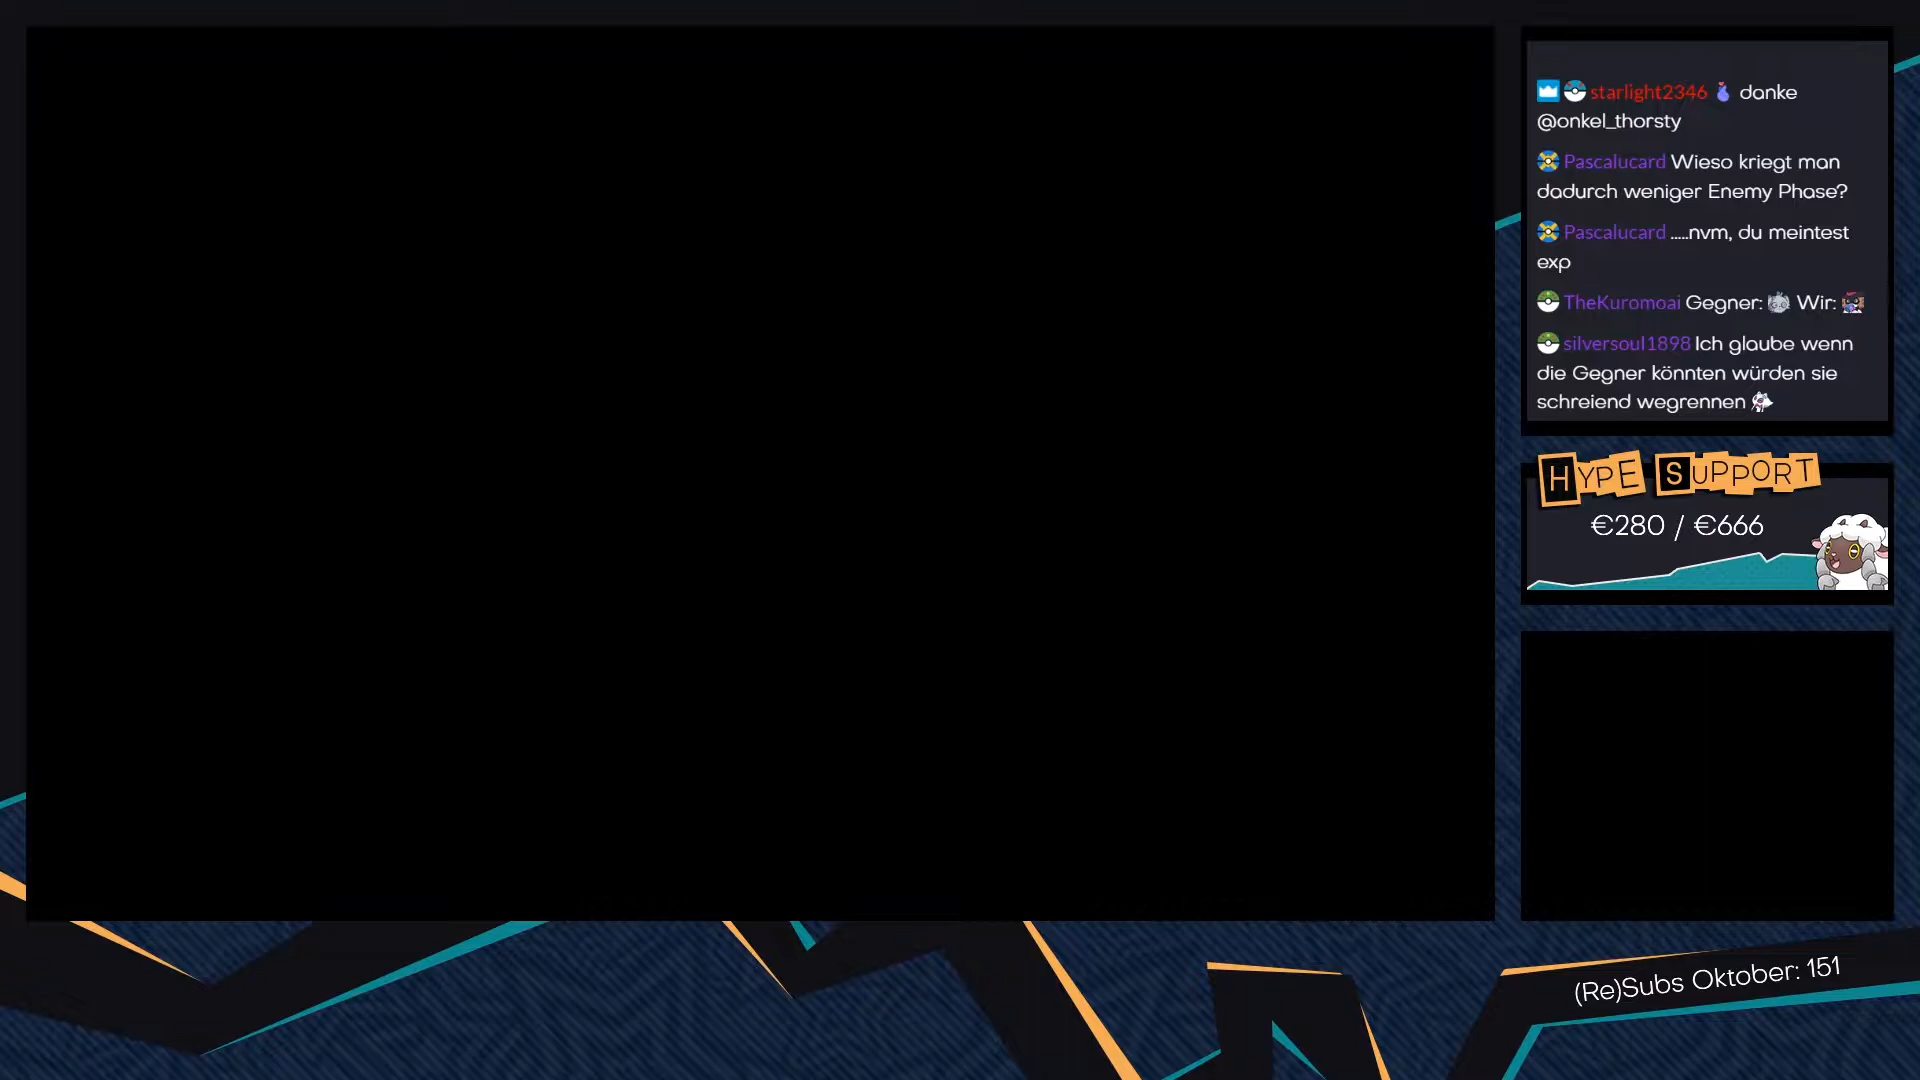 starlight2346 danke
@onkel_thorsty
Pascalucard Wieso kriegt man
dadurch weniger Enemy Phase?
Pascalucard .....nvm, du meintest
exp
TheKuromoai Gegner: Wir:
silversoul1898 Ich glaube wenn
die Gegner könnten würden sie
schreiend wegrennen
HYPE SUPPORT
€280 / €666
(Re)Subs Oktober: 151